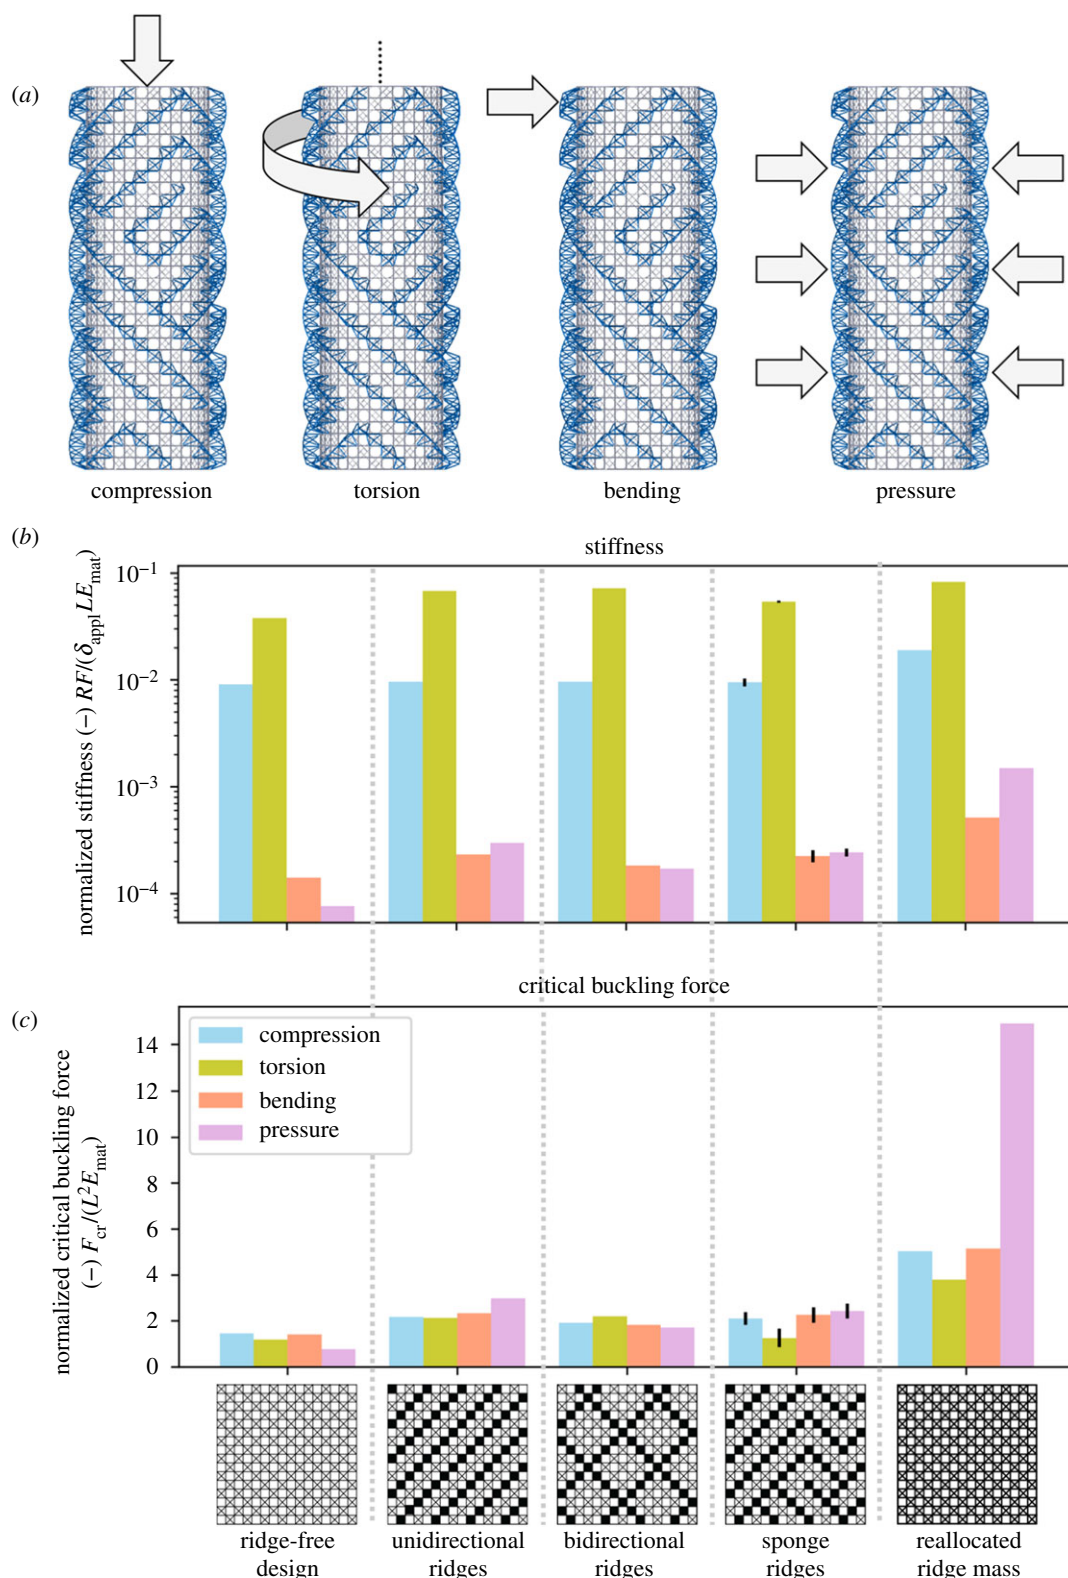 (a)
compression
torsion
bending
pressure
(b)
stiffness
normalized stiffness (–) RF/(δappl LEmat)
10⁻¹
10⁻²
10⁻³
10⁻⁴
critical buckling force
(c)
normalized critical buckling force
(–) Fcr/(L²Emat)
14
12
10
8
6
4
2
0
compression
torsion
bending
pressure
ridge-free
design
unidirectional
ridges
bidirectional
ridges
sponge
ridges
reallocated
ridge mass